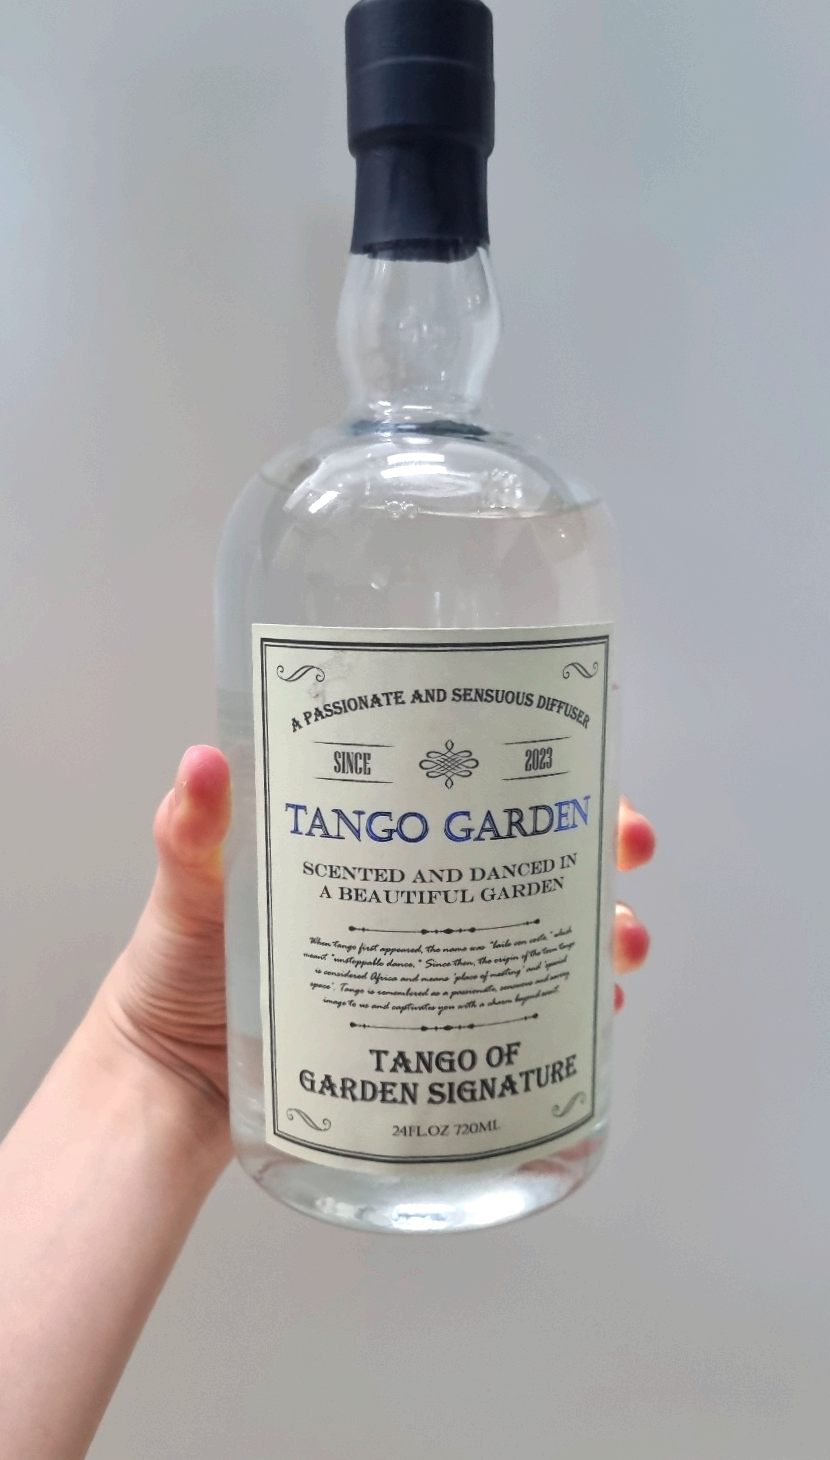 A PASSIONATE AND SENSUOUS DIFFUSER
SINCE 2023
TANGO GARDEN
SCENTED AND DANCED IN
A BEAUTIFUL GARDEN
When tango first appeared, the name was "baile con corte," which
meant "unstoppable dance." Since then, the origin of the term tango
is considered Africa and means 'place of meeting' and 'special
space'. Tango is remembered as a passionate, sensuous and
image to us and captivates you with a charm beyond
TANGO OF
GARDEN SIGNATURE
24FL.OZ 720ML